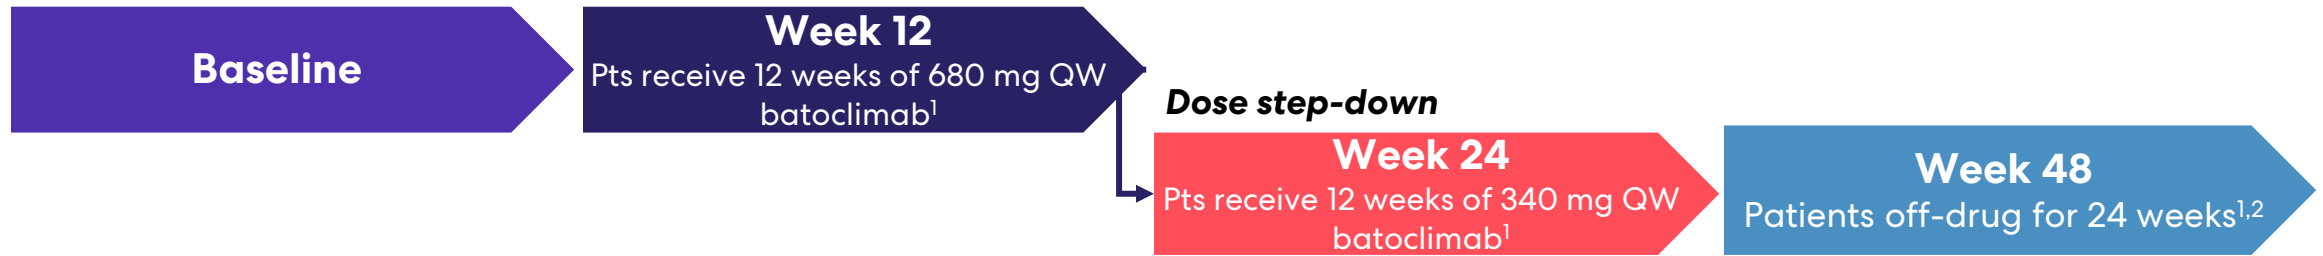 Baseline
Week 12
Pts receive 12 weeks of 680 mg QW
batoclimab¹
Dose step-down
Week 24
Pts receive 12 weeks of 340 mg QW
batoclimab¹
Week 48
Patients off-drug for 24 weeks¹,²